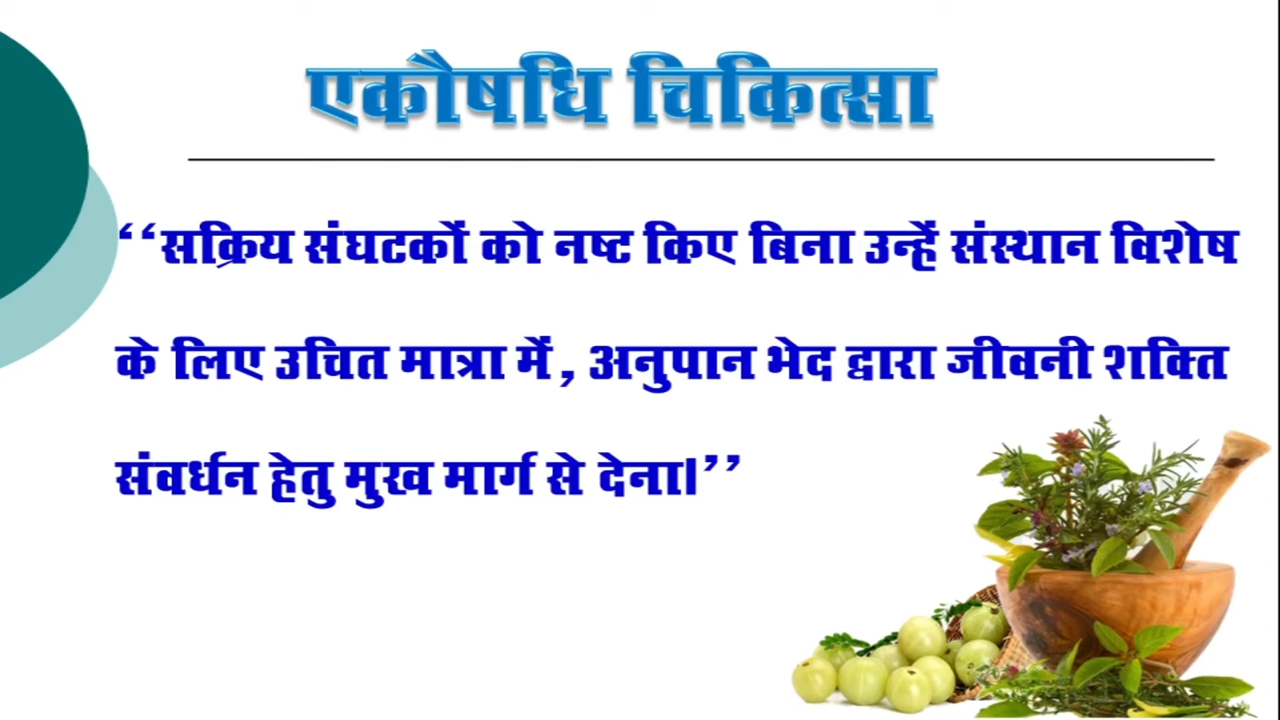 एकौषधि चिकित्सा
‘‘सक्रिय संघटकों को नष्ट किए बिना उन्हें संस्थान विशेष
के लिए उचित मात्रा में, अनुपान भेद द्वारा जीवनी शक्ति
संवर्धन हेतु मुख मार्ग से देना।’’